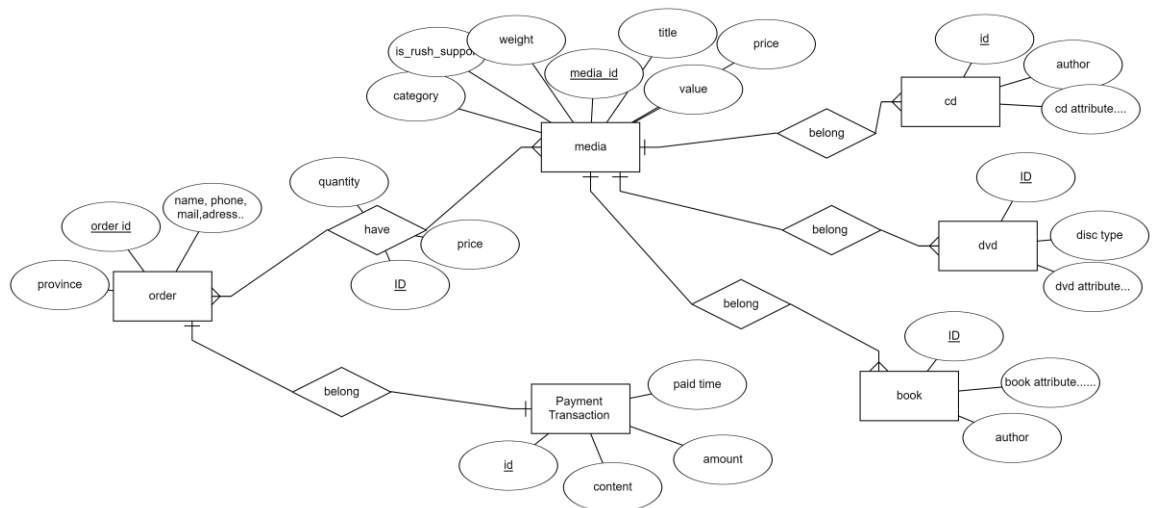 is_rush_suppor
weight
title
price
media_id
category
value
media
id
author
cd
cd attribute....
belong
quantity
have
price
ID
name, phone,
mail,adress..
order id
province
order
belong
ID
disc type
dvd
dvd attribute...
belong
ID
book attribute......
book
author
belong
Payment
Transaction
paid time
amount
id
content